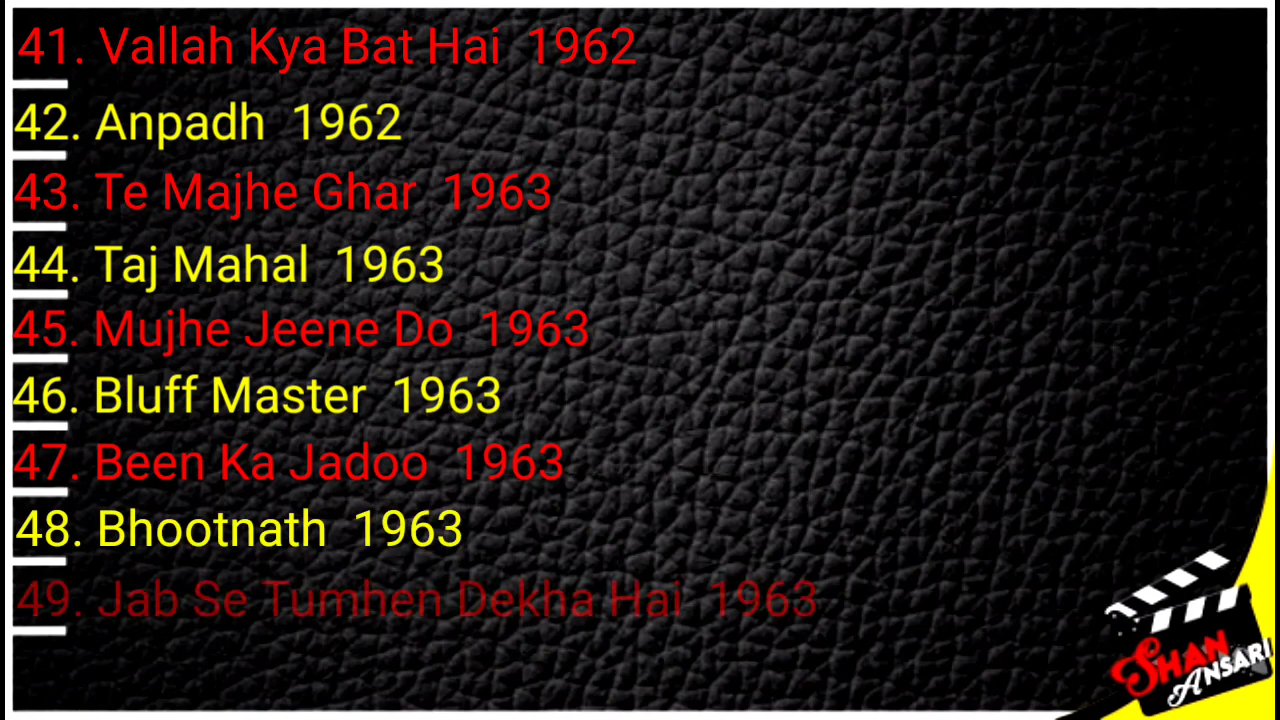 41. Vallah Kya Bat Hai 1962
42. Anpadh 1962
43. Te Majhe Ghar 1963
44. Taj Mahal 1963
45. Mujhe Jeene Do 1963
46. Bluff Master 1963
47. Been Ka Jadoo 1963
48. Bhootnath 1963
49. Jab Se Tumhen Dekha Hai 1963
SHAN
ANSARI